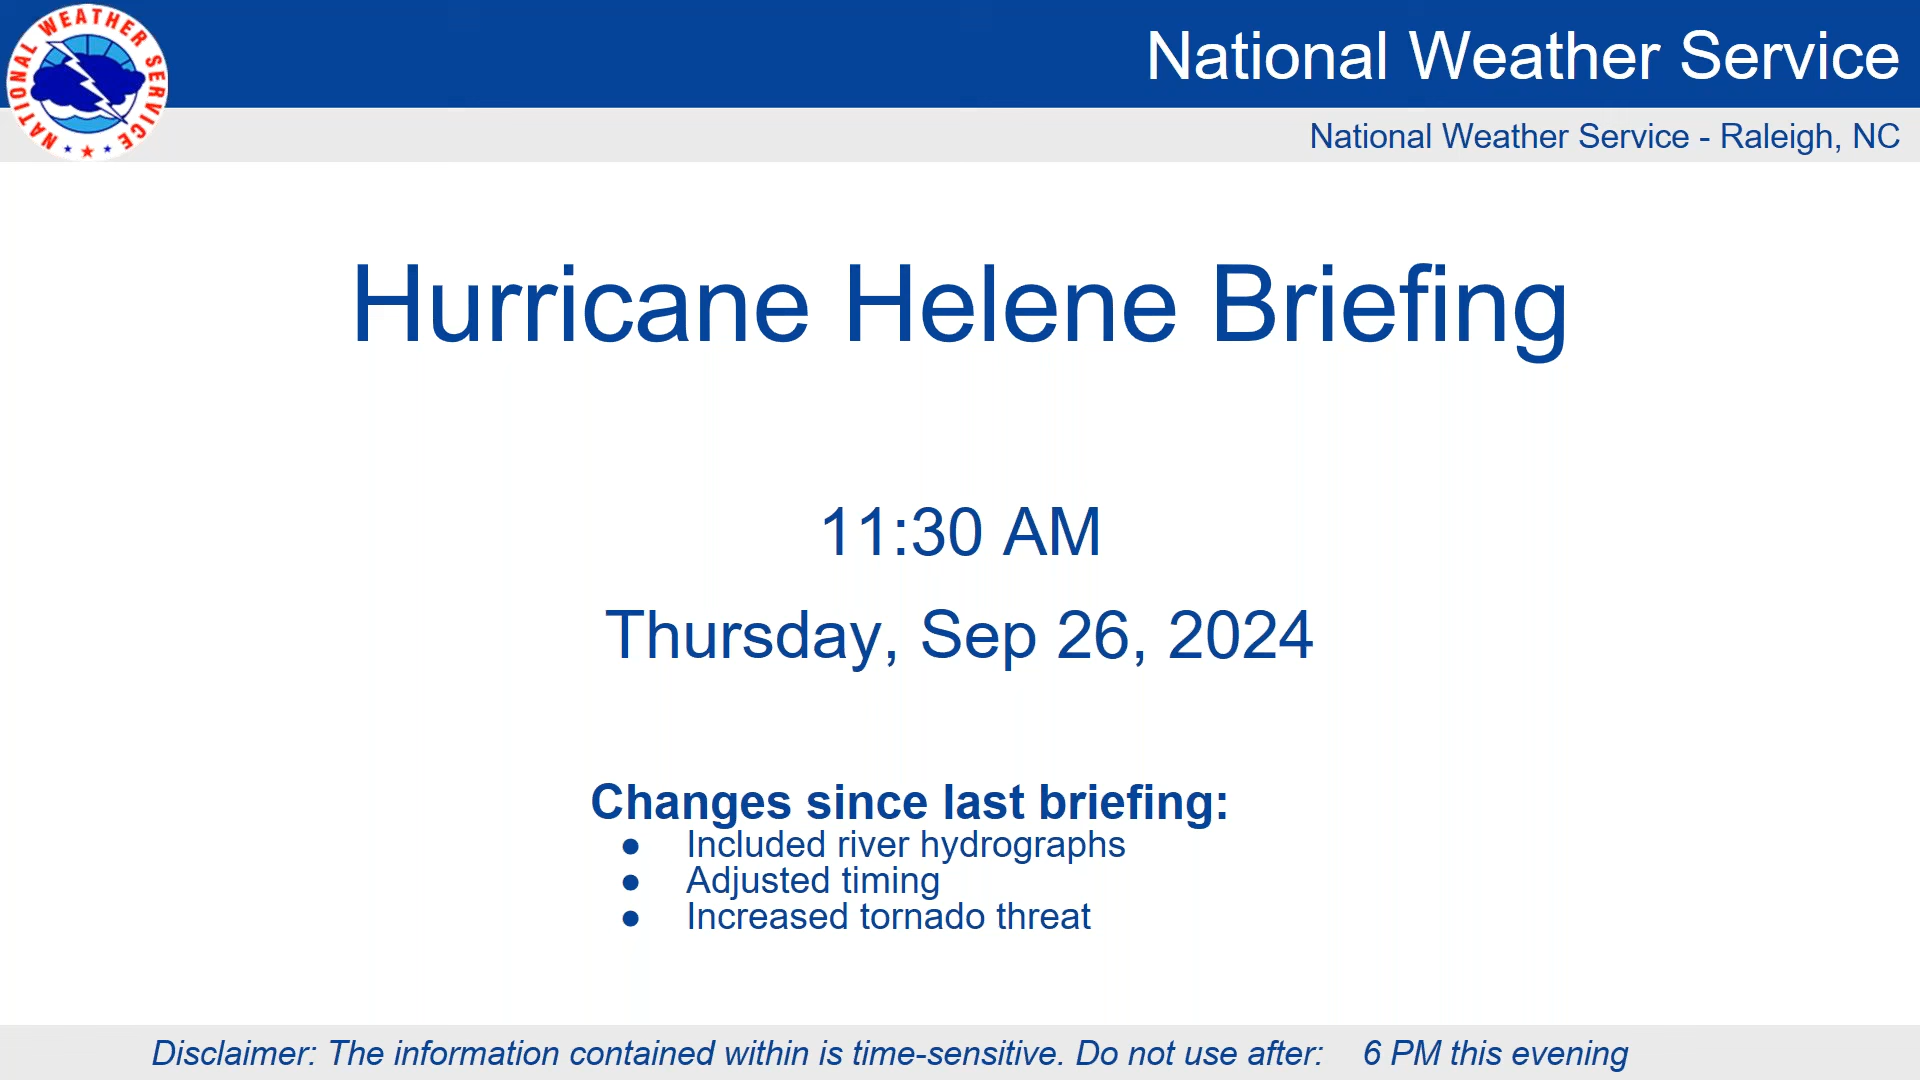 NATIONAL WEATHER SERVICE
National Weather Service
National Weather Service - Raleigh, NC
Hurricane Helene Briefing
11:30 AM
Thursday, Sep 26, 2024
Changes since last briefing:
● Included river hydrographs
● Adjusted timing
● Increased tornado threat
Disclaimer: The information contained within is time-sensitive. Do not use after: 6 PM this evening